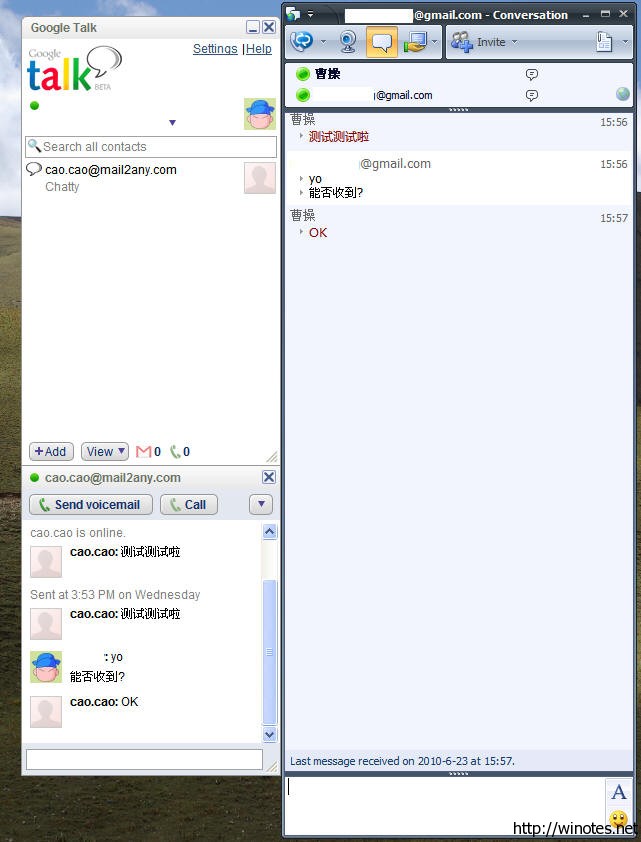 Google Talk
Settings | Help
Google
talk
BETA
Search all contacts
cao.cao@mail2any.com
Chatty
+Add
View
0
0
cao.cao@mail2any.com
Send voicemail
Call
cao.cao is online.
cao.cao: 测试测试啦
Sent at 3:53 PM on Wednesday
cao.cao: 测试测试啦
: yo
能否收到?
cao.cao: OK
@gmail.com - Conversation
Invite
曹操
@gmail.com
曹操 15:56
测试测试啦
@gmail.com 15:56
yo
能否收到?
曹操 15:57
OK
Last message received on 2010-6-23 at 15:57.
A
http://winotes.net